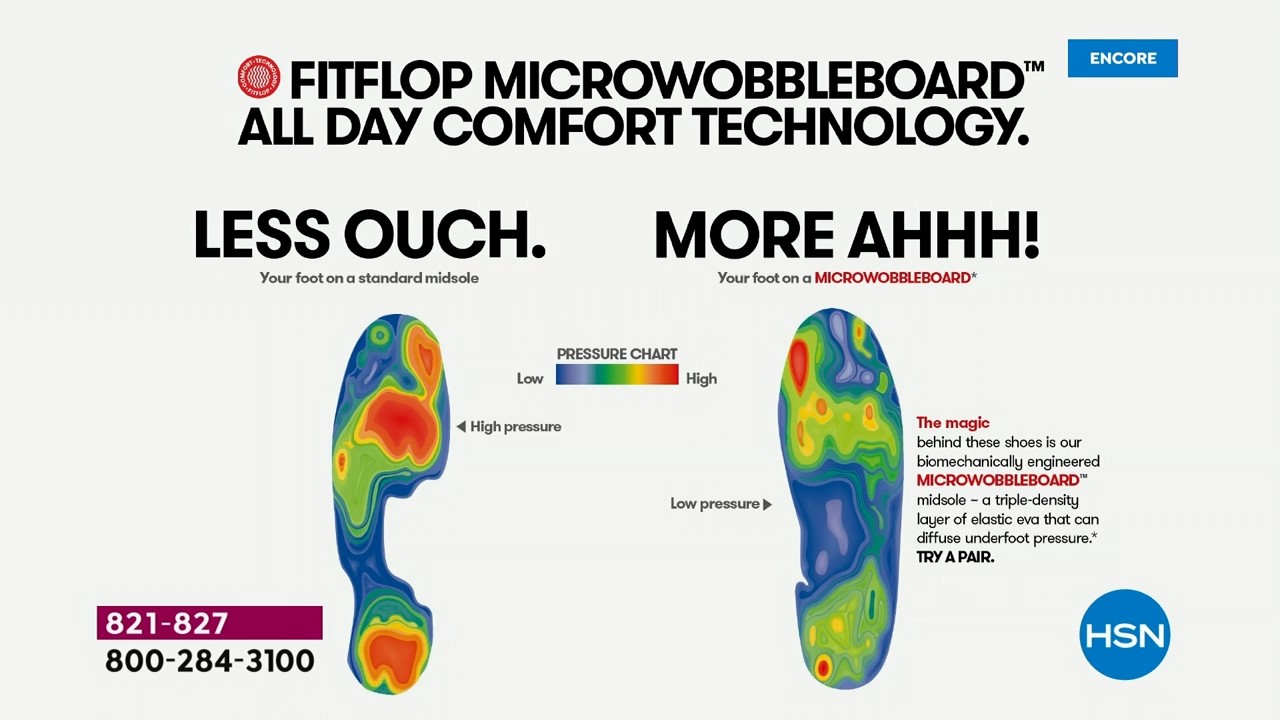 ENCORE
FITFLOP MICROWOBBLEBOARD™
ALL DAY COMFORT TECHNOLOGY.
LESS OUCH.
Your foot on a standard midsole
MORE AHHH!
Your foot on a MICROWOBBLEBOARD*
PRESSURE CHART
Low
High
High pressure
Low pressure
The magic
behind these shoes is our
biomechanically engineered
MICROWOBBLEBOARD™
midsole – a triple-density
layer of elastic eva that can
diffuse underfoot pressure.*
TRY A PAIR.
821-827
800-284-3100
HSN